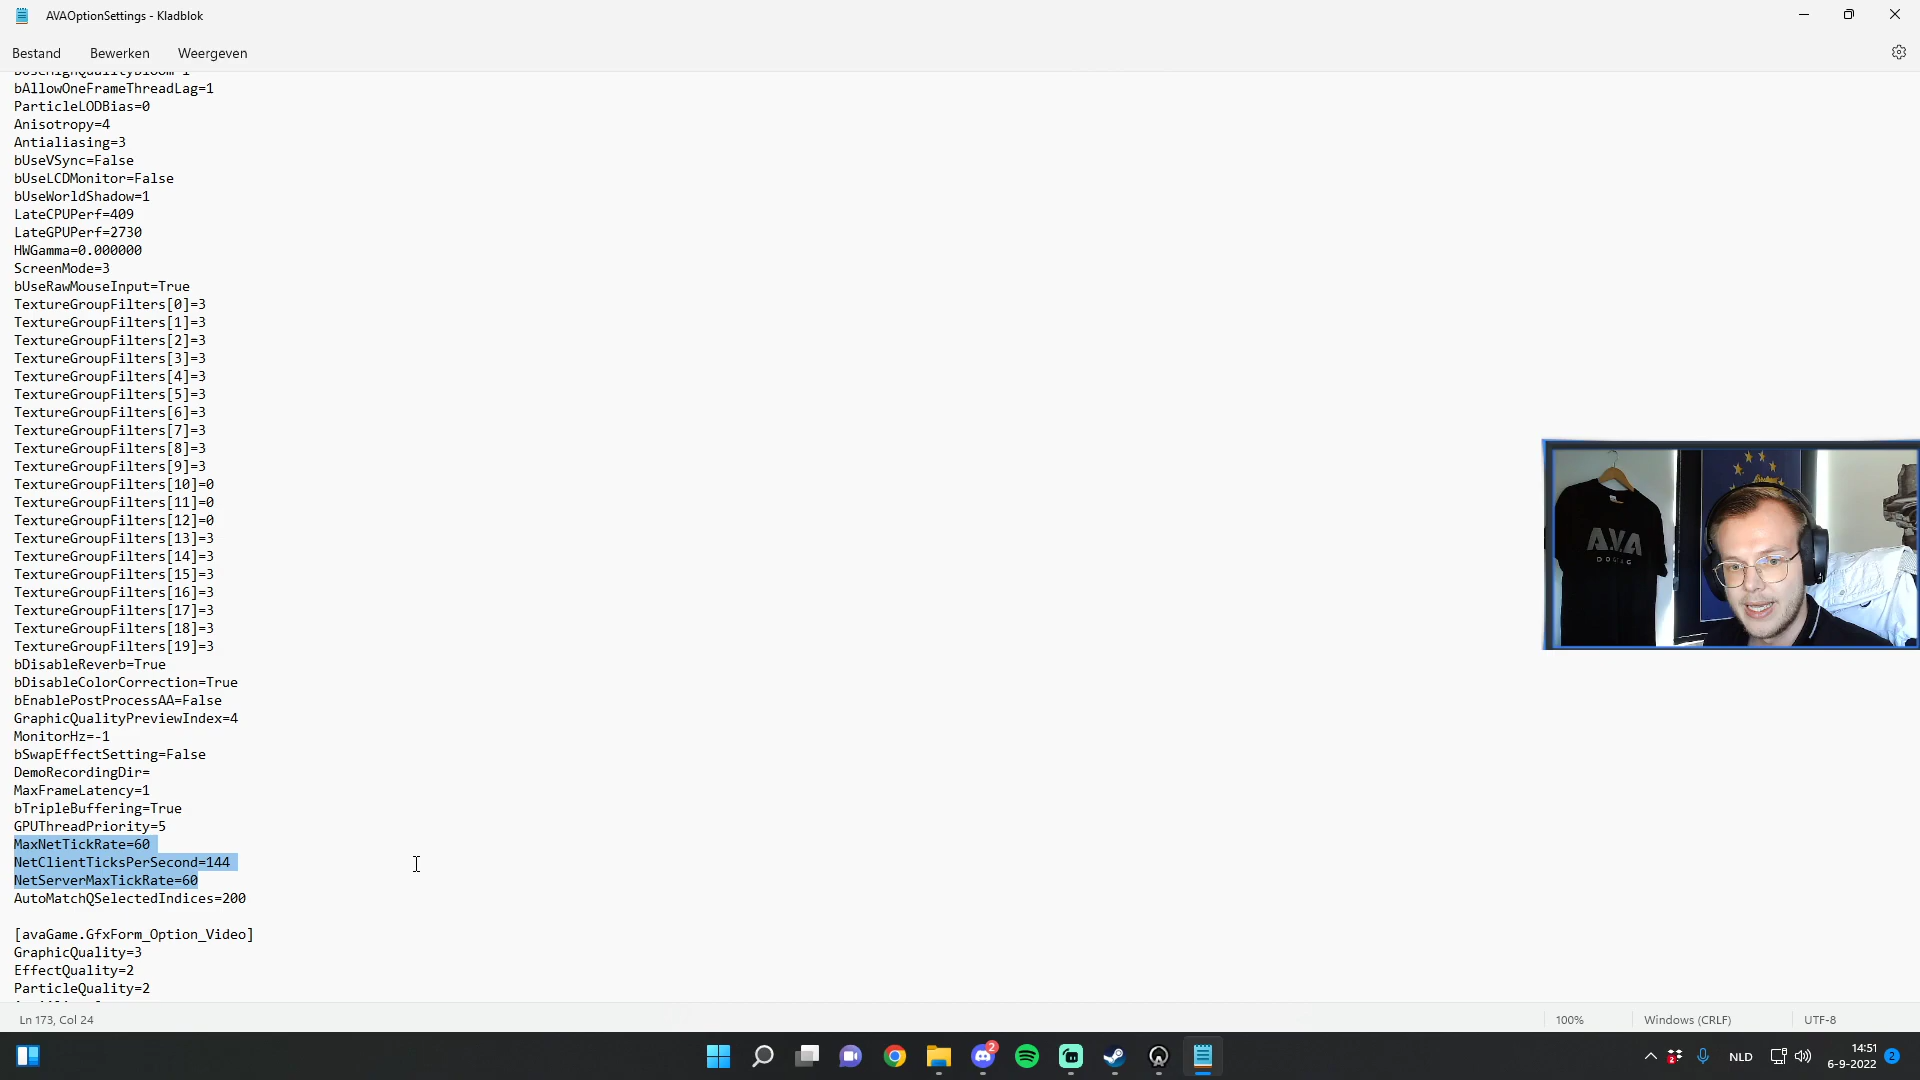 AVAOptionSettings - Kladblok
Bestand Bewerken Weergeven
bUseHighQualityBloom=1
bAllowOneFrameThreadLag=1
ParticleLODBias=0
Anisotropy=4
Antialiasing=3
bUseVSync=False
bUseLCDMonitor=False
bUseWorldShadow=1
LateCPUPerf=409
LateGPUPerf=2730
HWGamma=0.000000
ScreenMode=3
bUseRawMouseInput=True
TextureGroupFilters[0]=3
TextureGroupFilters[1]=3
TextureGroupFilters[2]=3
TextureGroupFilters[3]=3
TextureGroupFilters[4]=3
TextureGroupFilters[5]=3
TextureGroupFilters[6]=3
TextureGroupFilters[7]=3
TextureGroupFilters[8]=3
TextureGroupFilters[9]=3
TextureGroupFilters[10]=0
TextureGroupFilters[11]=0
TextureGroupFilters[12]=0
TextureGroupFilters[13]=3
TextureGroupFilters[14]=3
TextureGroupFilters[15]=3
TextureGroupFilters[16]=3
TextureGroupFilters[17]=3
TextureGroupFilters[18]=3
TextureGroupFilters[19]=3
bDisableReverb=True
bDisableColorCorrection=True
bEnablePostProcessAA=False
GraphicQualityPreviewIndex=4
MonitorHz=-1
bSwapEffectSetting=False
DemoRecordingDir=
MaxFrameLatency=1
bTripleBuffering=True
GPUThreadPriority=5
MaxNetTickRate=60
NetClientTicksPerSecond=144
NetServerMaxTickRate=60
AutoMatchQSelectedIndices=200
[avaGame.GfxForm_Option_Video]
GraphicQuality=3
EffectQuality=2
ParticleQuality=2
A.V.A
DOG TAG
Ln 173, Col 24 100% Windows (CRLF) UTF-8
2
2
NLD
14:51
6-9-2022
2